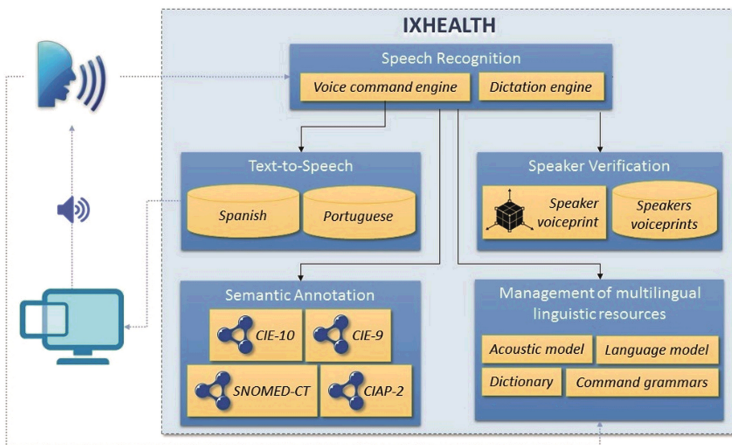 IXHEALTH
Speech Recognition
Voice command engine
Dictation engine
Text-to-Speech
Spanish
Portuguese
Speaker Verification
Speaker
voiceprint
Speakers
voiceprints
Semantic Annotation
CIE-10
CIE-9
SNOMED-CT
CIAP-2
Management of multilingual
linguistic resources
Acoustic model
Language model
Dictionary
Command grammars